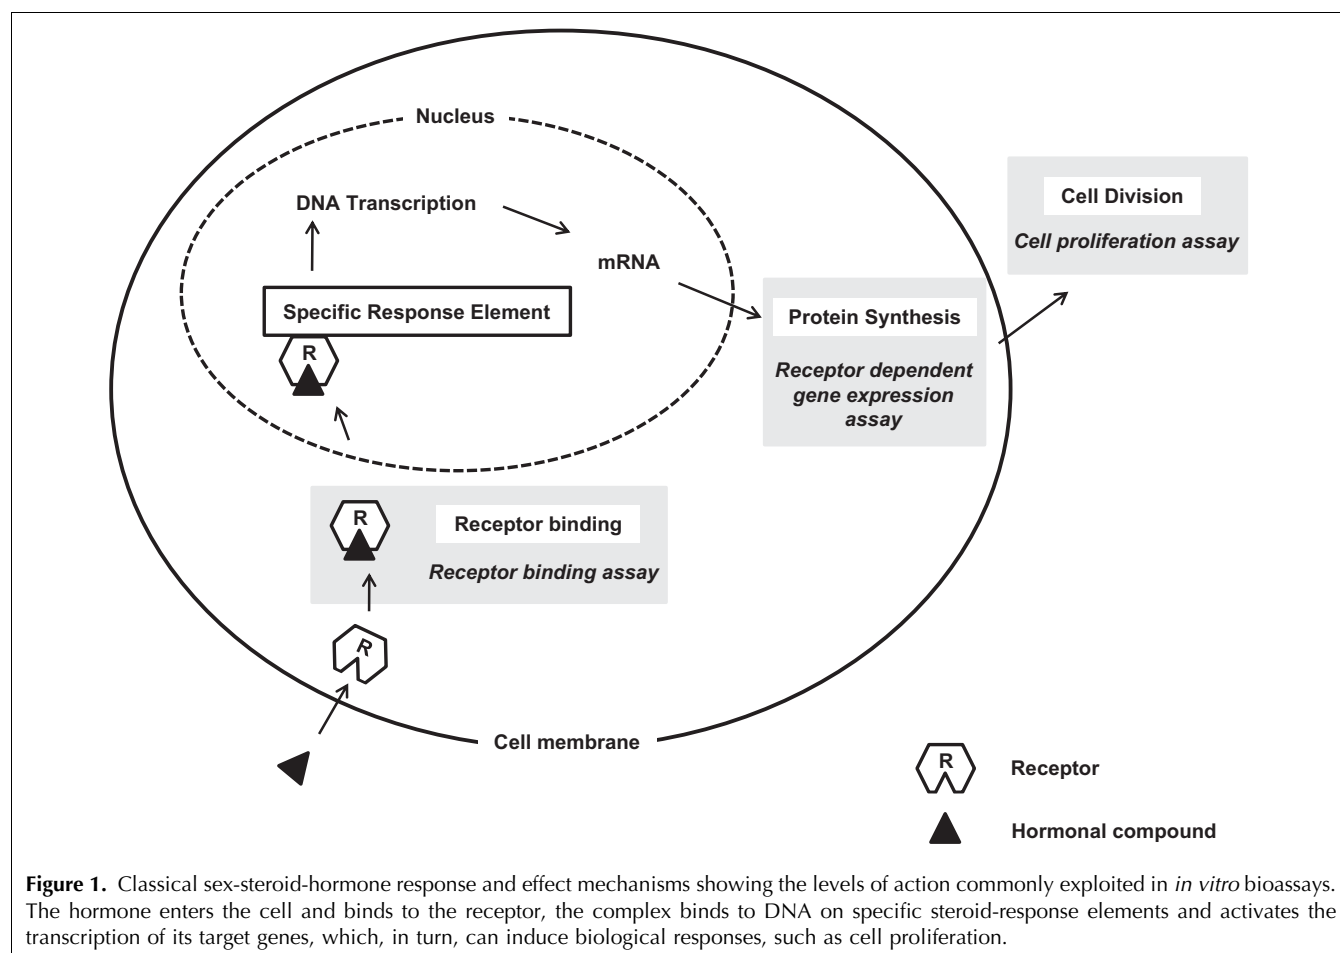 Nucleus
DNA Transcription
mRNA
Specific Response Element
R
Cell Division
Cell proliferation assay
Protein Synthesis
Receptor dependent
gene expression
assay
R
Receptor binding
Receptor binding assay
R
Cell membrane
R
Receptor
Hormonal compound
Figure 1. Classical sex-steroid-hormone response and effect mechanisms showing the levels of action commonly exploited in in vitro bioassays.
The hormone enters the cell and binds to the receptor, the complex binds to DNA on specific steroid-response elements and activates the
transcription of its target genes, which, in turn, can induce biological responses, such as cell proliferation.